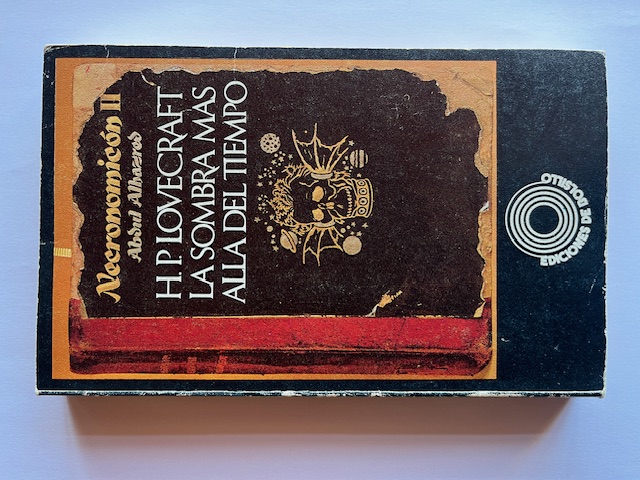 Necronomicón II
Abdul Alhazred
H.P. LOVECRAFT
LA SOMBRA MAS
ALLA DEL TIEMPO
EDICIONES DE BOLSILLO